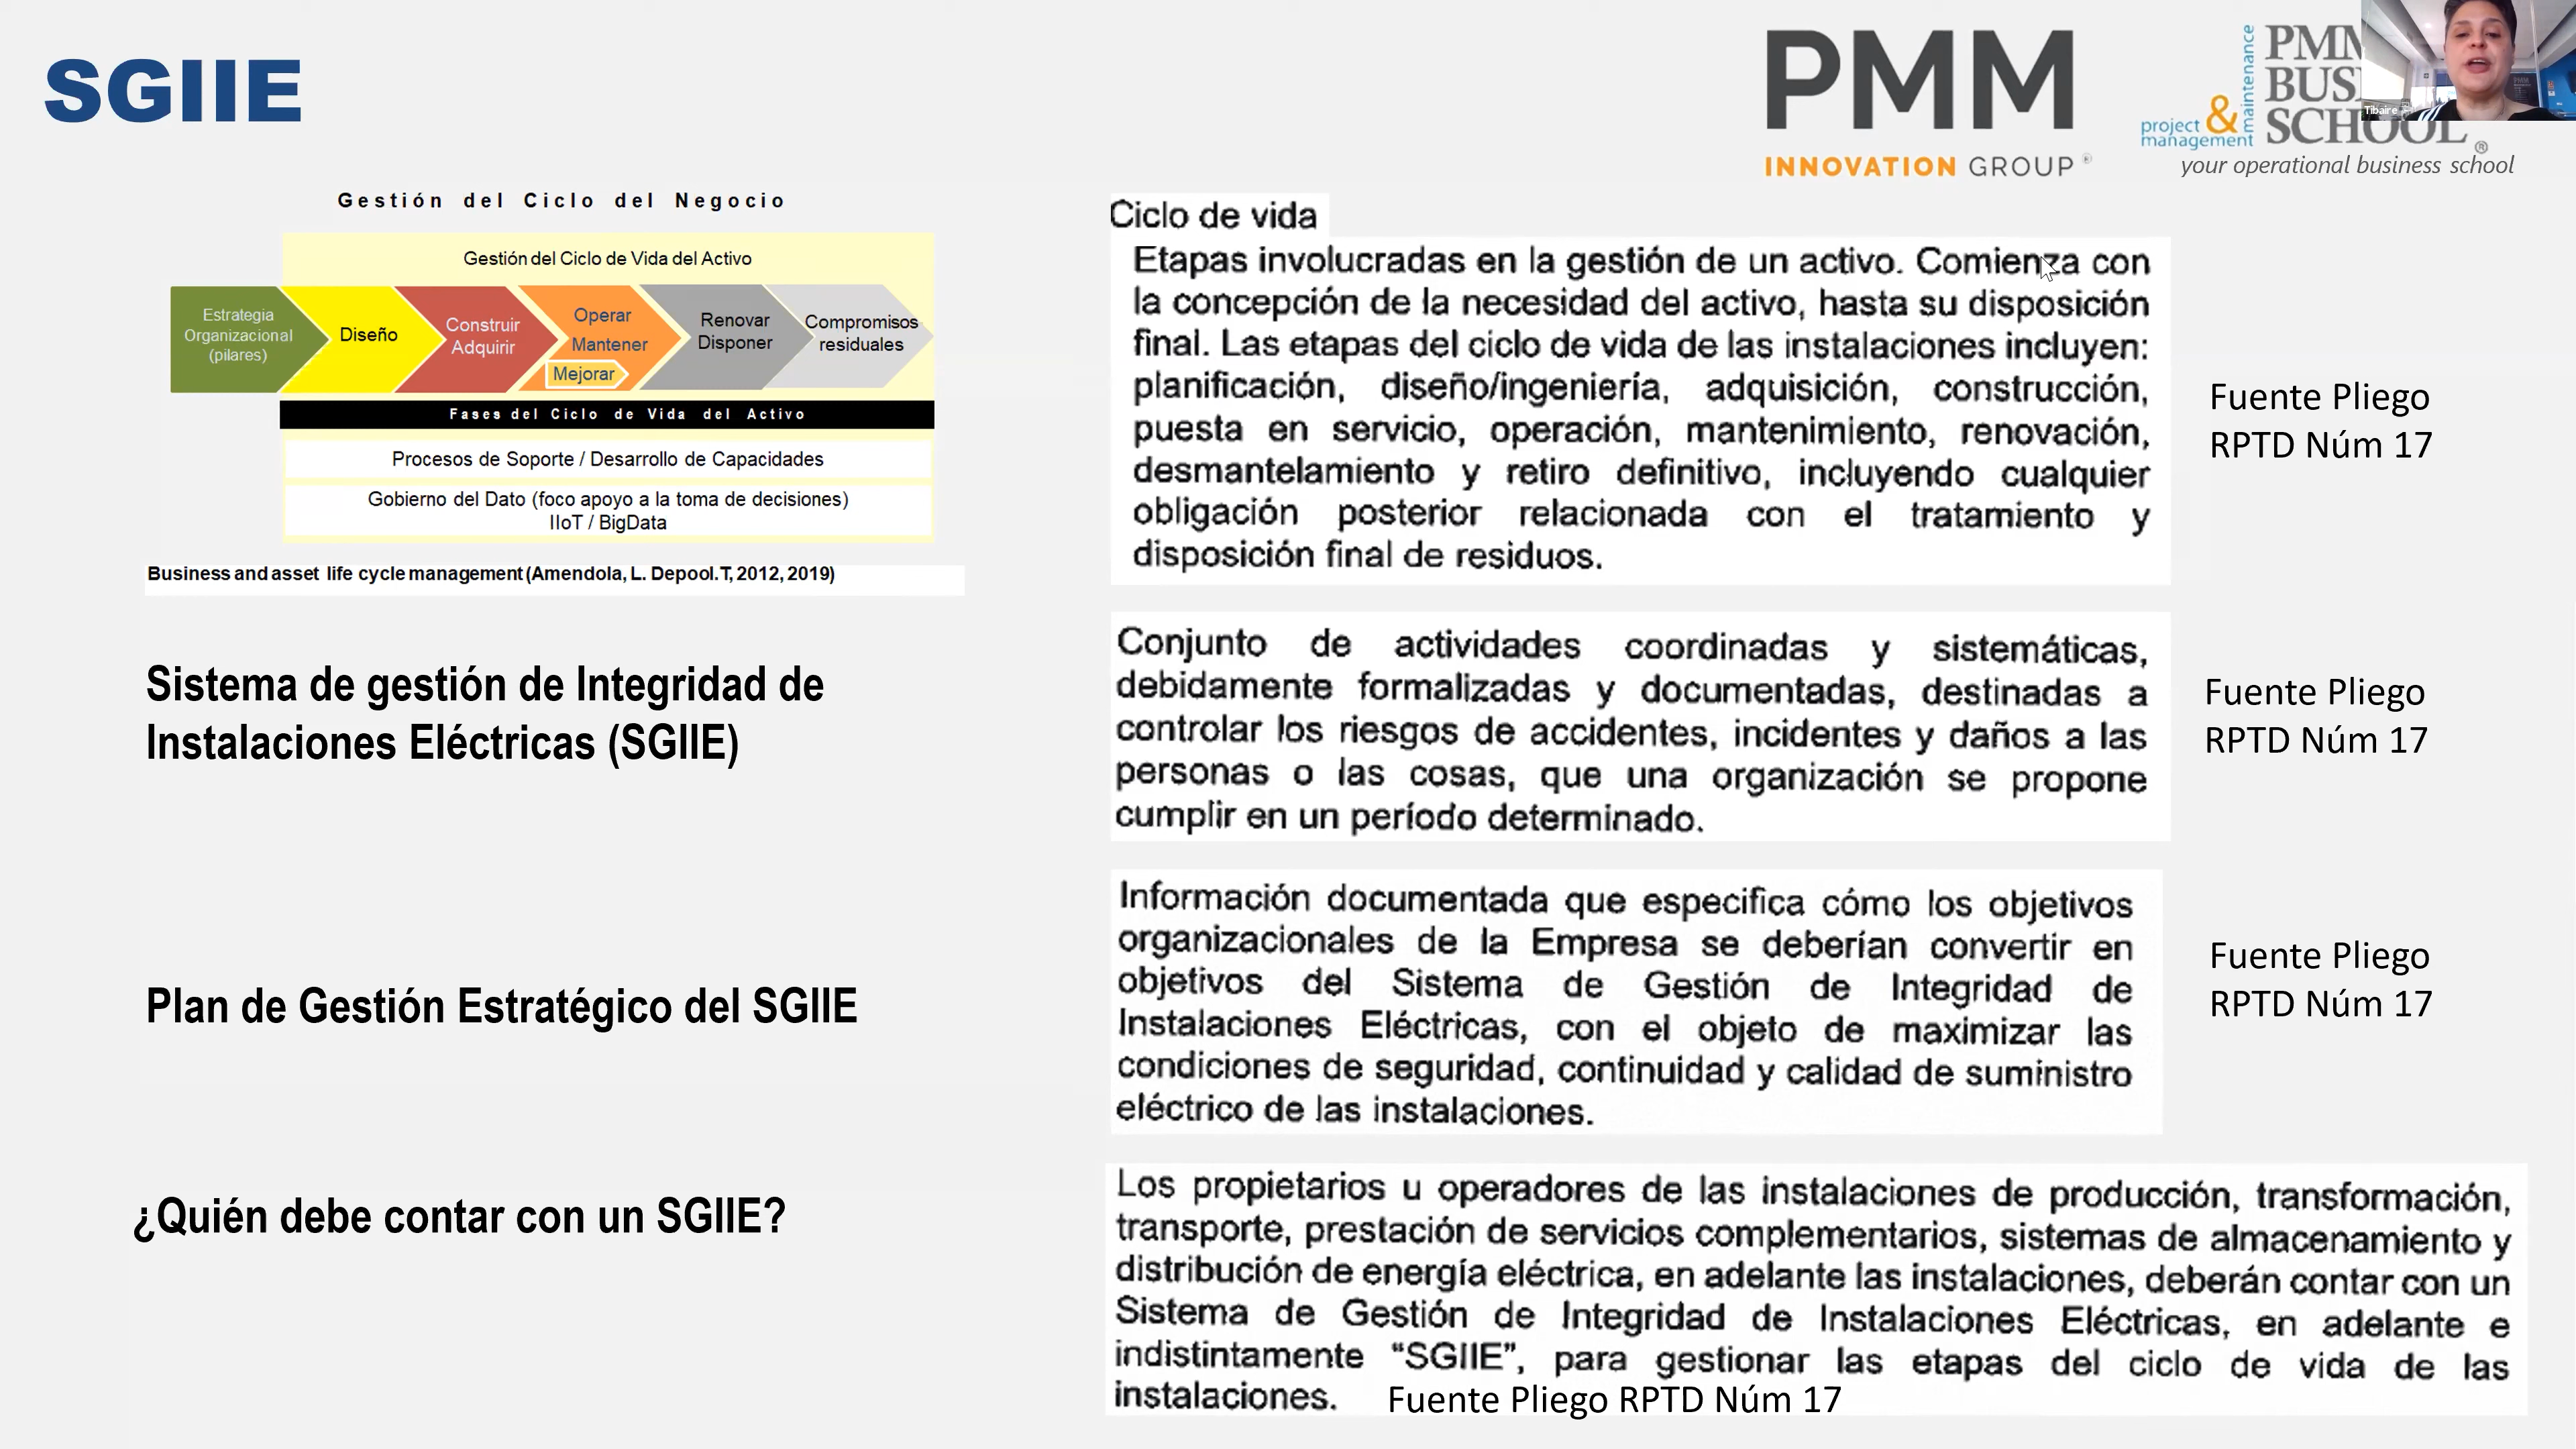 SGIIE
PMM
INNOVATION GROUP ®
project
management
&
maintenance
BUS
SCHOOL ®
your operational business school
Tibaire
Gestión del Ciclo del Negocio
Gestión del Ciclo de Vida del Activo
Estrategia
Organizacional
(pilares)
Diseño
Construir
Adquirir
Operar
Mantener
Mejorar
Renovar
Disponer
Compromisos
residuales
Fases del Ciclo de Vida del Activo
Procesos de Soporte / Desarrollo de Capacidades
Gobierno del Dato (foco apoyo a la toma de decisiones)
IIoT / BigData
Business and asset life cycle management (Amendola, L. Depool.T, 2012, 2019)
Ciclo de vida
Etapas involucradas en la gestión de un activo. Comienza con
la concepción de la necesidad del activo, hasta su disposición
final. Las etapas del ciclo de vida de las instalaciones incluyen:
planificación, diseño/ingeniería, adquisición, construcción,
puesta en servicio, operación, mantenimiento, renovación,
desmantelamiento y retiro definitivo, incluyendo cualquier
obligación posterior relacionada con el tratamiento y
disposición final de residuos.
Fuente Pliego
RPTD Núm 17
Sistema de gestión de Integridad de
Instalaciones Eléctricas (SGIIE)
Conjunto de actividades coordinadas y sistemáticas,
debidamente formalizadas y documentadas, destinadas a
controlar los riesgos de accidentes, incidentes y daños a las
personas o las cosas, que una organización se propone
cumplir en un período determinado.
Fuente Pliego
RPTD Núm 17
Plan de Gestión Estratégico del SGIIE
Información documentada que especifica cómo los objetivos
organizacionales de la Empresa se deberían convertir en
objetivos del Sistema de Gestión de Integridad de
Instalaciones Eléctricas, con el objeto de maximizar las
condiciones de seguridad, continuidad y calidad de suministro
eléctrico de las instalaciones.
Fuente Pliego
RPTD Núm 17
¿Quién debe contar con un SGIIE?
Los propietarios u operadores de las instalaciones de producción, transformación,
transporte, prestación de servicios complementarios, sistemas de almacenamiento y
distribución de energía eléctrica, en adelante las instalaciones, deberán contar con un
Sistema de Gestión de Integridad de Instalaciones Eléctricas, en adelante e
indistintamente “SGIIE”, para gestionar las etapas del ciclo de vida de las
instalaciones.
Fuente Pliego RPTD Núm 17